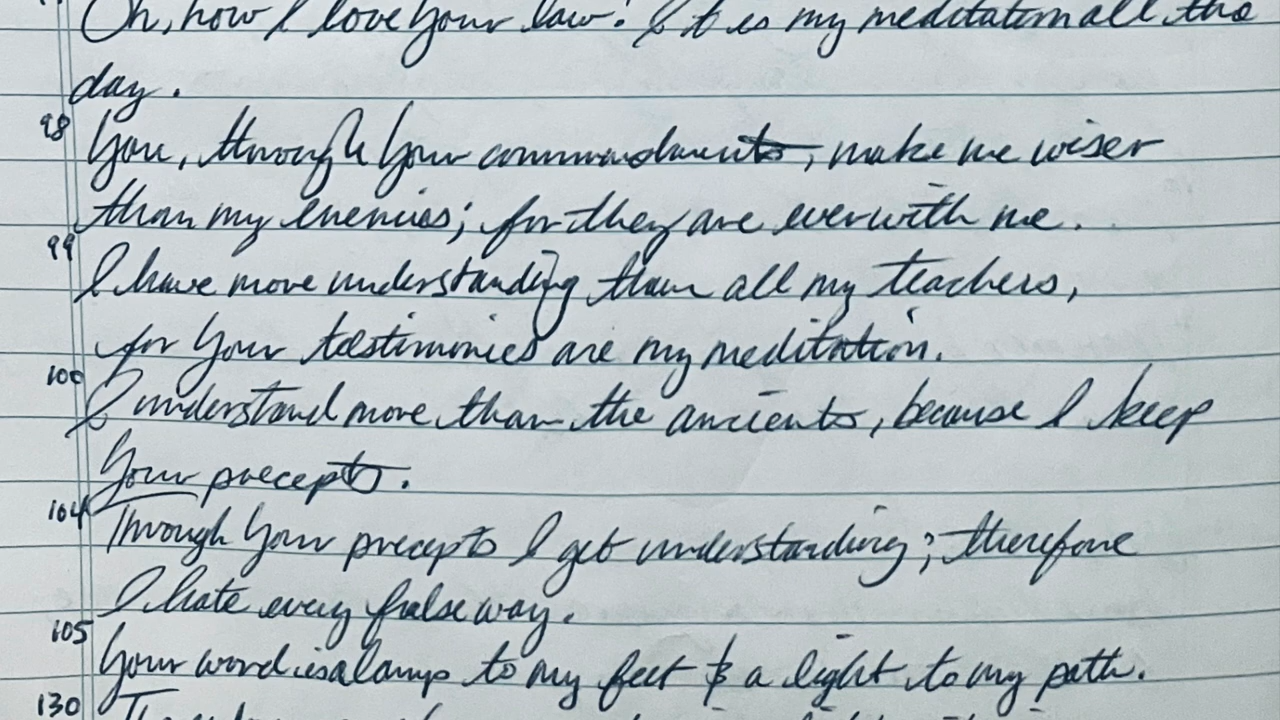 Oh, how I love Your law! It is my meditation all the
day.
98
You, through Your commandments, make me wiser
than my enemies; for they are ever with me.
99
I have more understanding than all my teachers,
for Your testimonies are my meditation.
100
I understand more than the ancients, because I keep
Your precepts.
104
Through Your precepts I get understanding; therefore
I hate every false way.
105
Your word is a lamp to my feet & a light to my path.
130